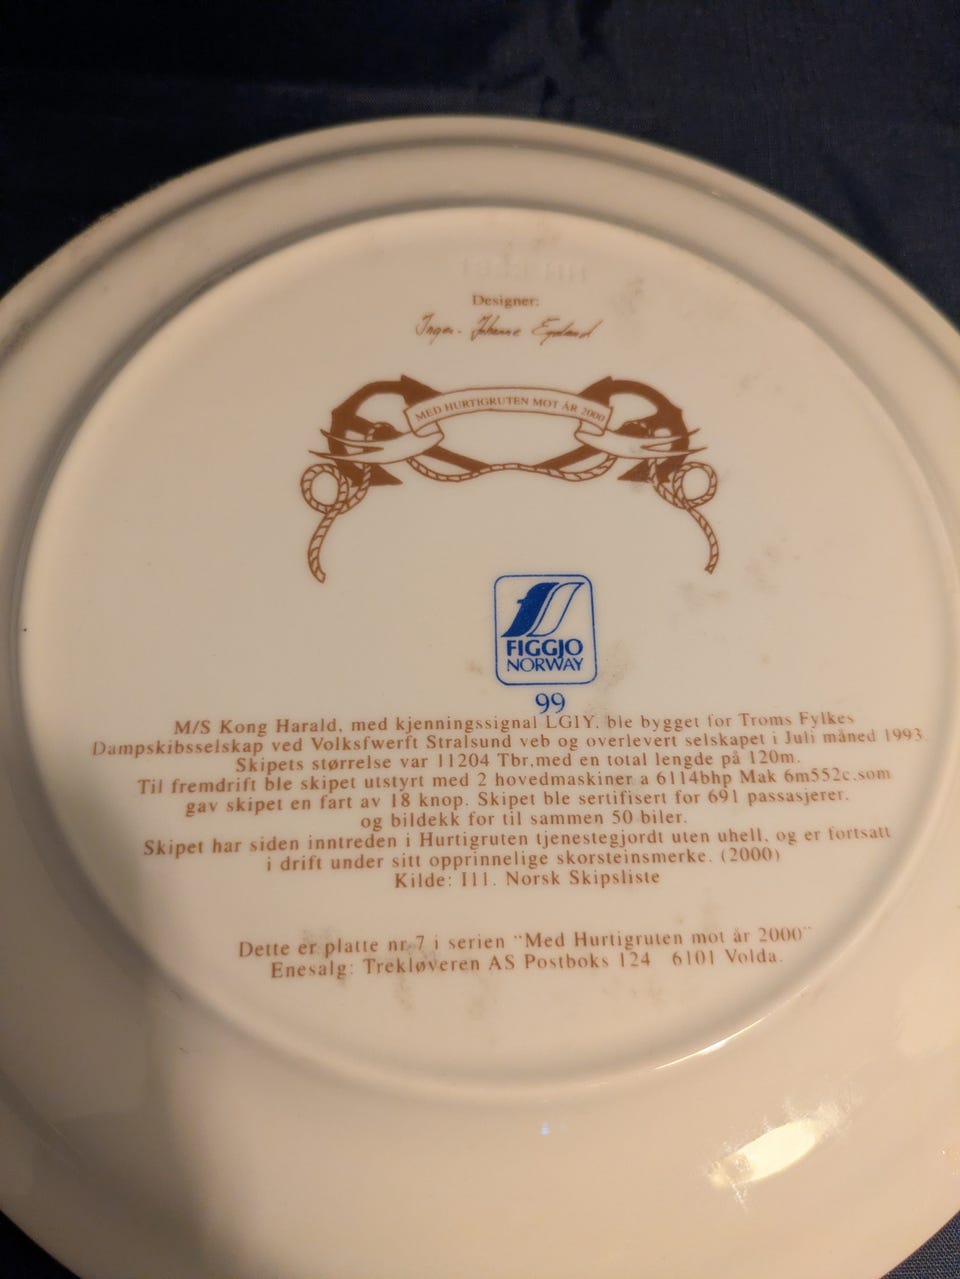 Designer:
Inger-Johanne
MED HURTIGRUTEN MOT ÅR 2000
FIGGJO
NORWAY
99
M/S Kong Harald, med kjenningssignal LG1Y, ble bygget for Troms Fylkes
Dampskibsselskap ved Volksfwerft Stralsund veb og overlevert selskapet i Juli måned 1993.
Skipets størrelse var 11204 Tbr,med en total lengde på 120m.
Til fremdrift ble skipet utstyrt med 2 hovedmaskiner a 6114bhp Mak 6m552c.som
gav skipet en fart av 18 knop. Skipet ble sertifisert for 691 passasjerer.
og bildekk for til sammen 50 biler.
Skipet har siden inntreden i Hurtigruten tjenestegjordt uten uhell, og er fortsatt
i drift under sitt opprinnelige skorsteinsmerke. (2000)
Kilde: Ill. Norsk Skipsliste
Dette er platte nr.7 i serien "Med Hurtigruten mot år 2000"
Enesalg: Trekløveren AS Postboks 124 6101 Volda.